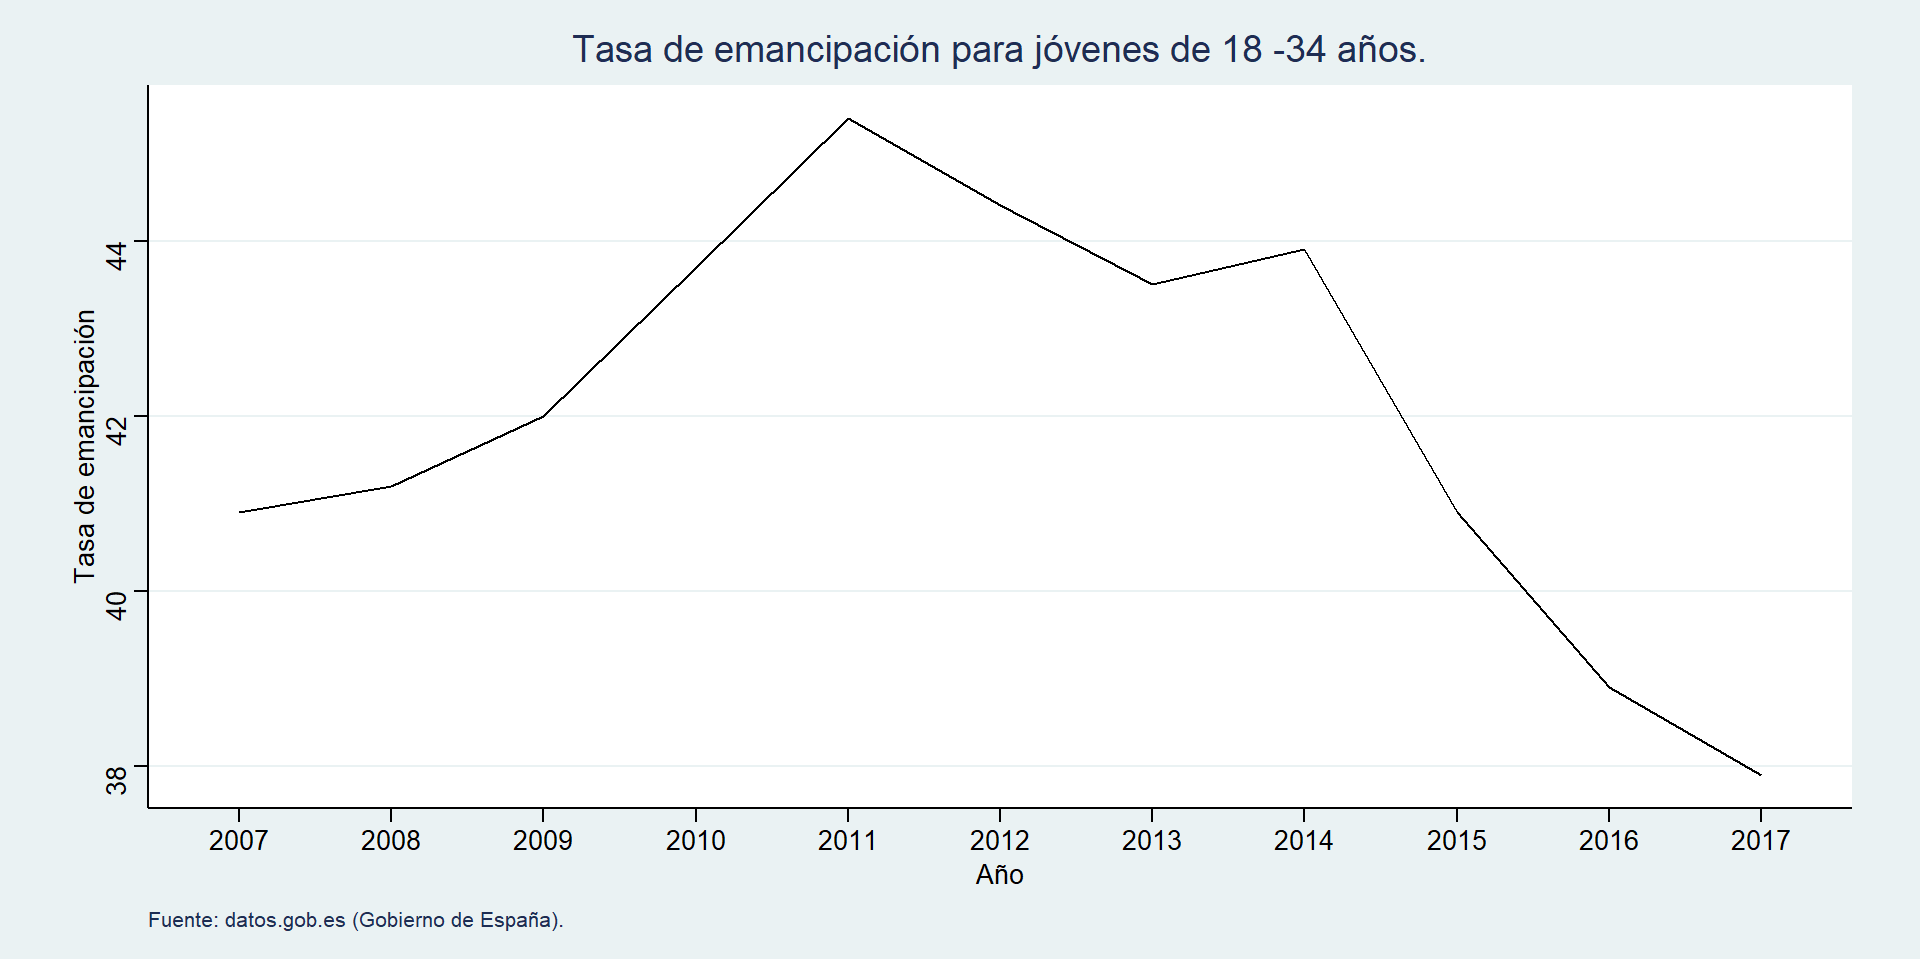 Tasa de emancipación para jóvenes de 18 -34 años.
Tasa de emancipación
44
42
40
38
2007 2008 2009 2010 2011 2012 2013 2014 2015 2016 2017
Año
Fuente: datos.gob.es (Gobierno de España).